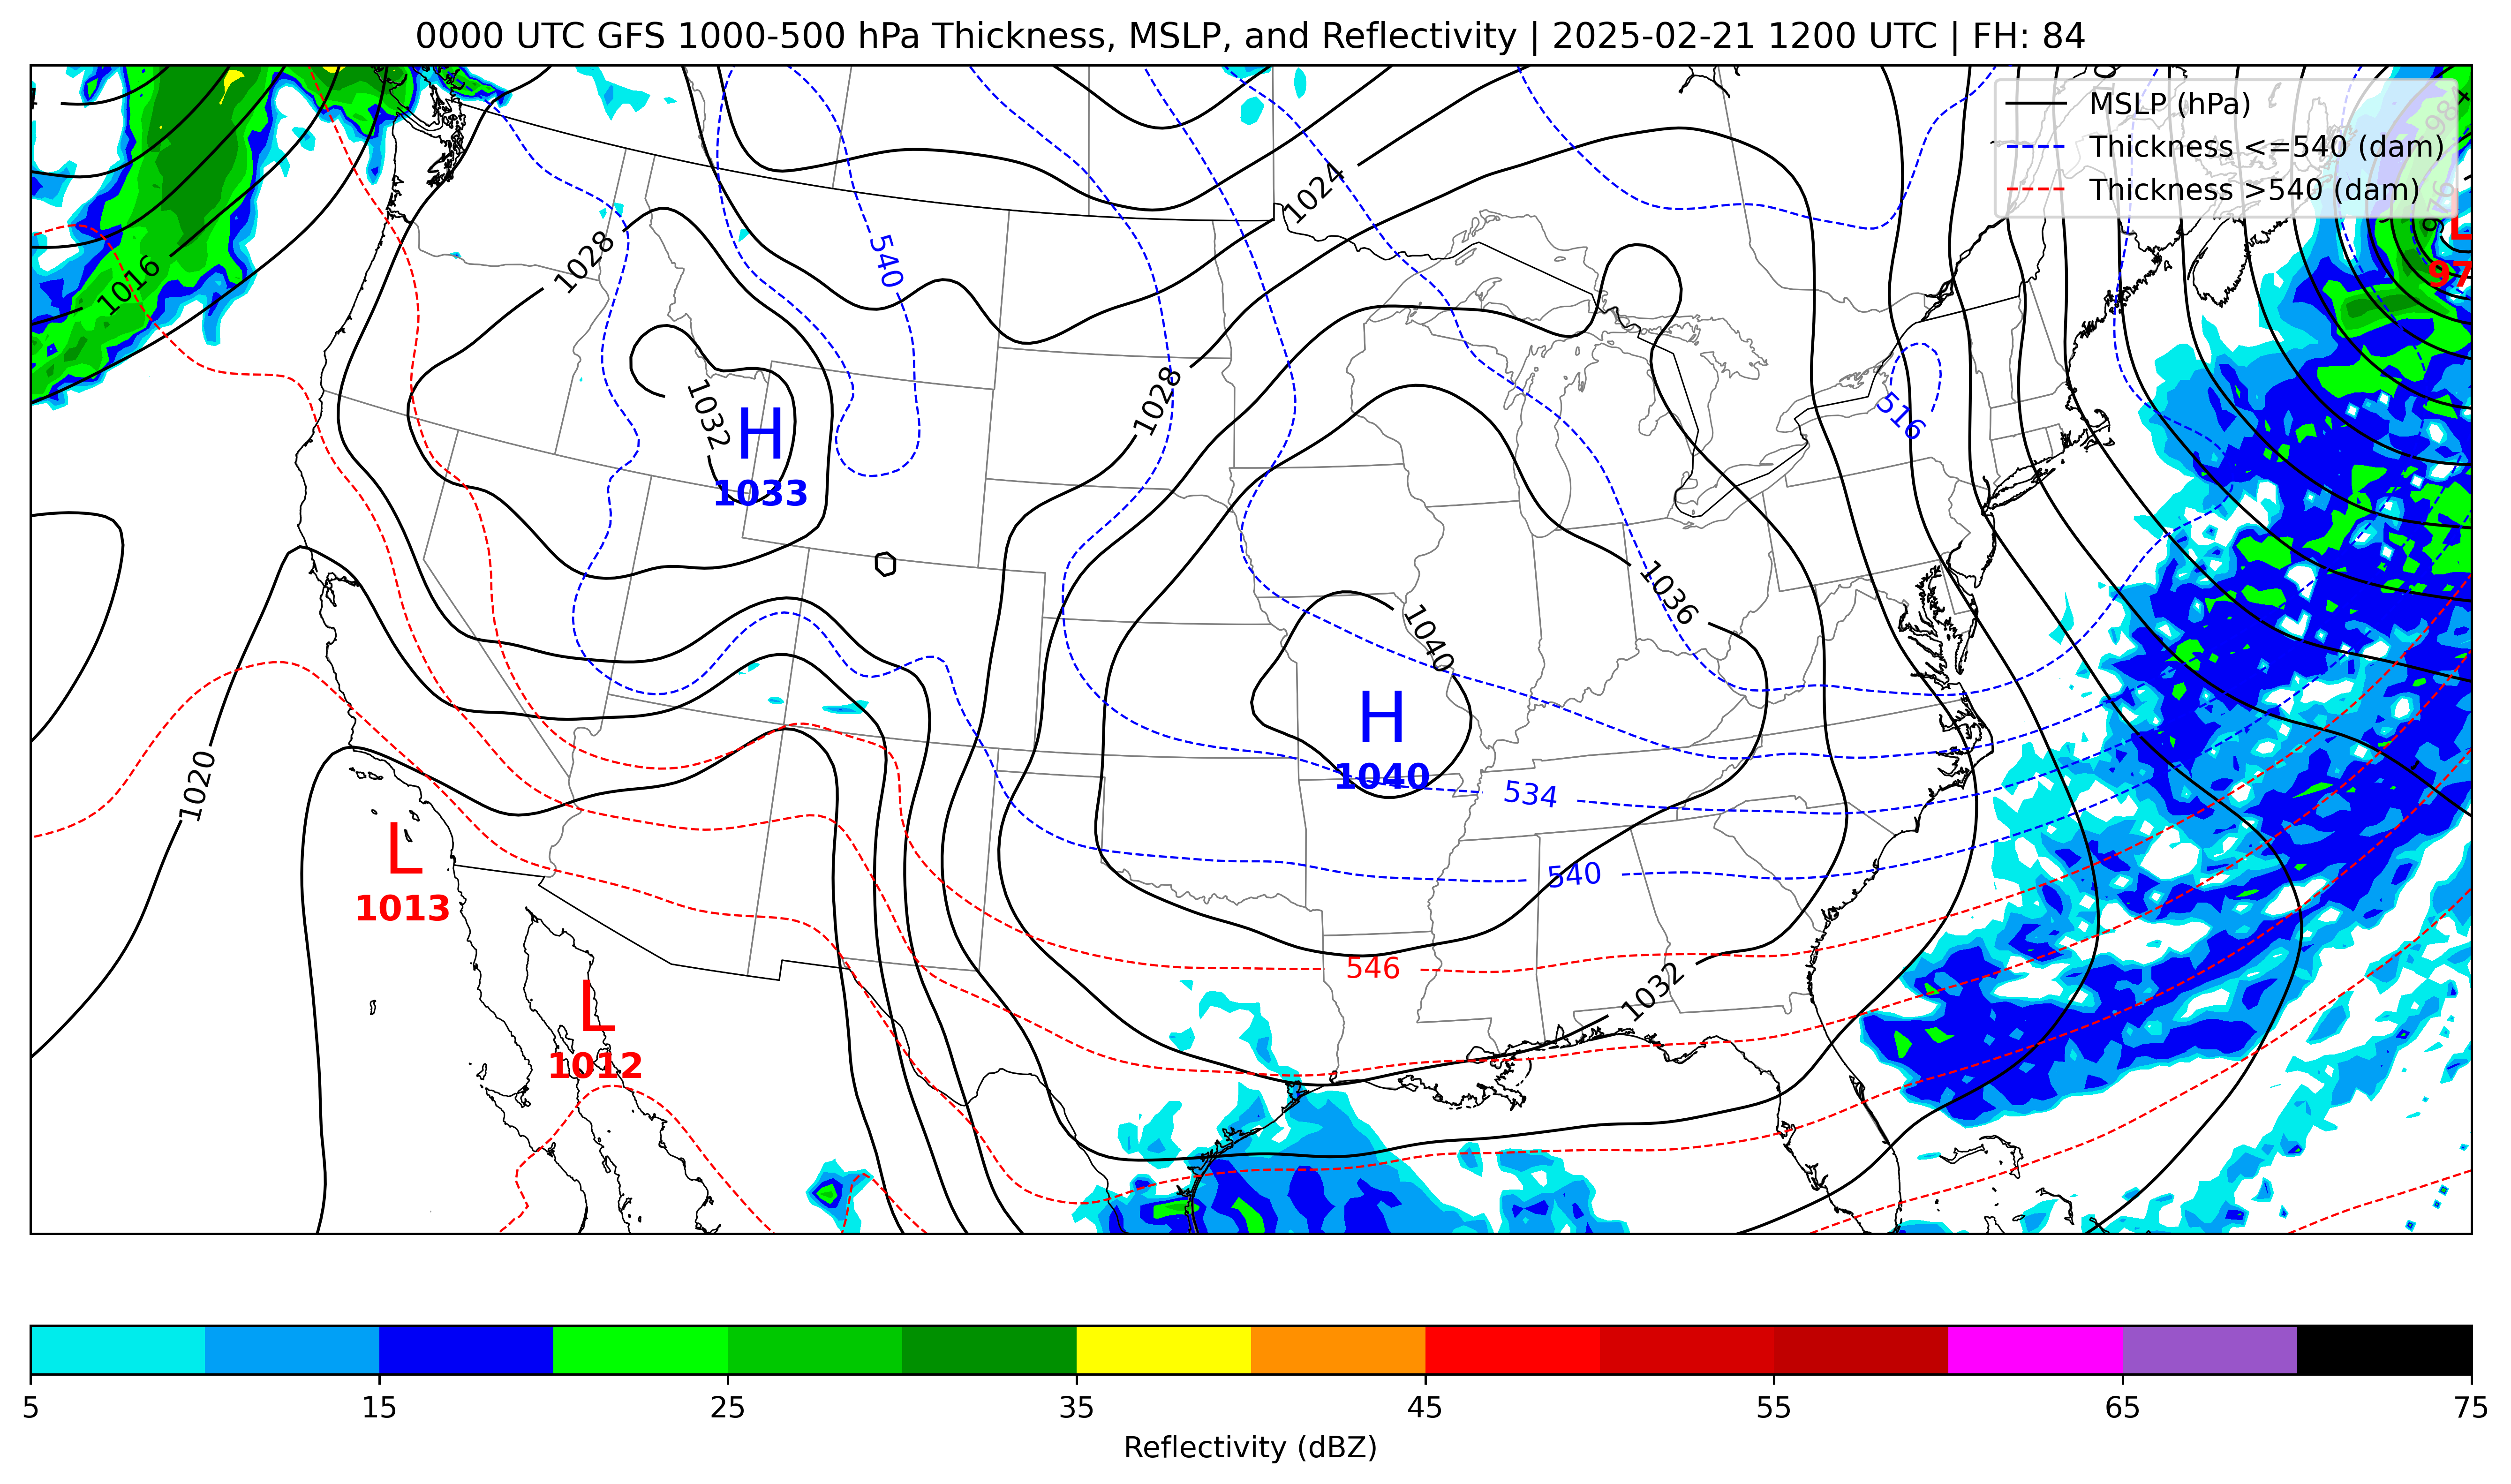 0000 UTC GFS 1000-500 hPa Thickness, MSLP, and Reflectivity | 2025-02-21 1200 UTC | FH: 84
MSLP (hPa)
Thickness <=540 (dam)
Thickness >540 (dam)
1024
976
L
97
1028
540
1016
1028
1032
516
H
1033
1036
1040
H
1040
1020
534
L
1013
540
546
1032
L
1012
5
15
25
35
45
55
65
75
Reflectivity (dBZ)